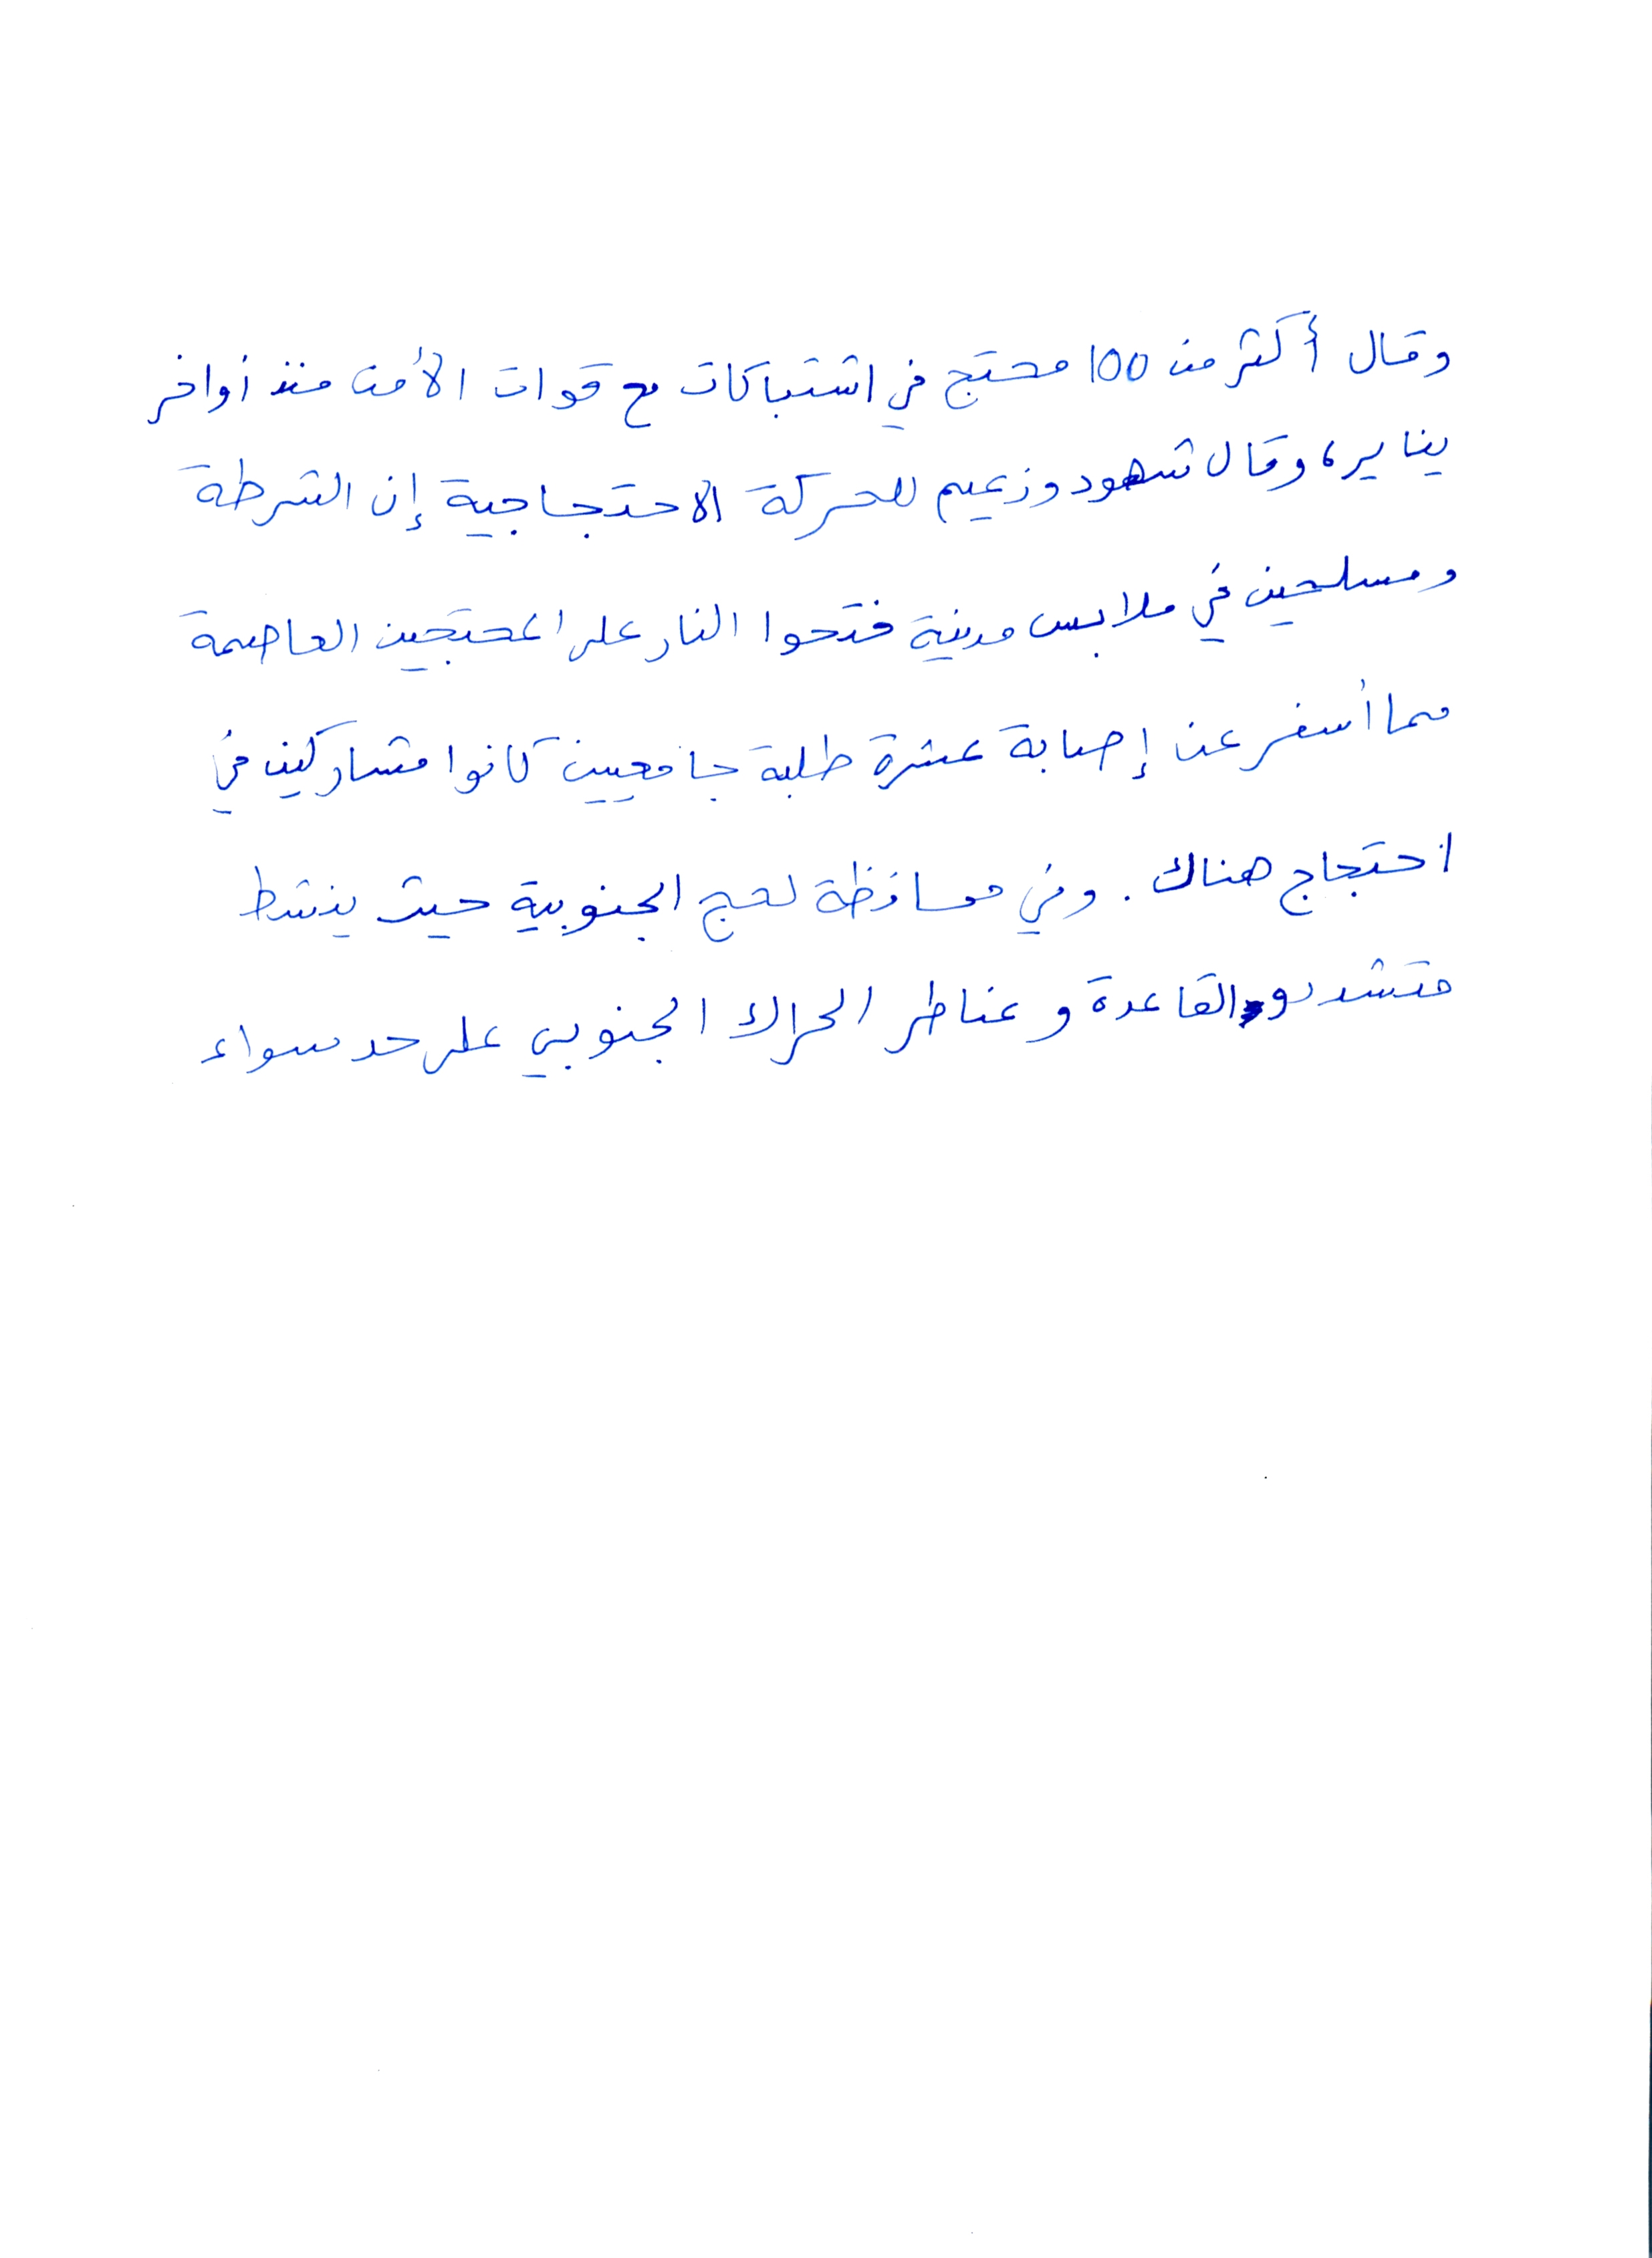 وقال أكثر من 100 محتج في اشتباكات مع قوات الأمن منذ أواخر
يناير، وقال شهود وزعيم للحركة الاحتجاجية إن الشرطة
ومسلحين في ملابس مدنية فتحوا النار على المحتجين العاصمة
مما أسفر عن إصابة عشرة طلبة جامعيين كانوا مشاركين في
احتجاج هناك. وفي محافظة لحج الجنوبية حيث ينشط
متشددو القاعدة وعناطر الحراك الجنوبي على حد سواء